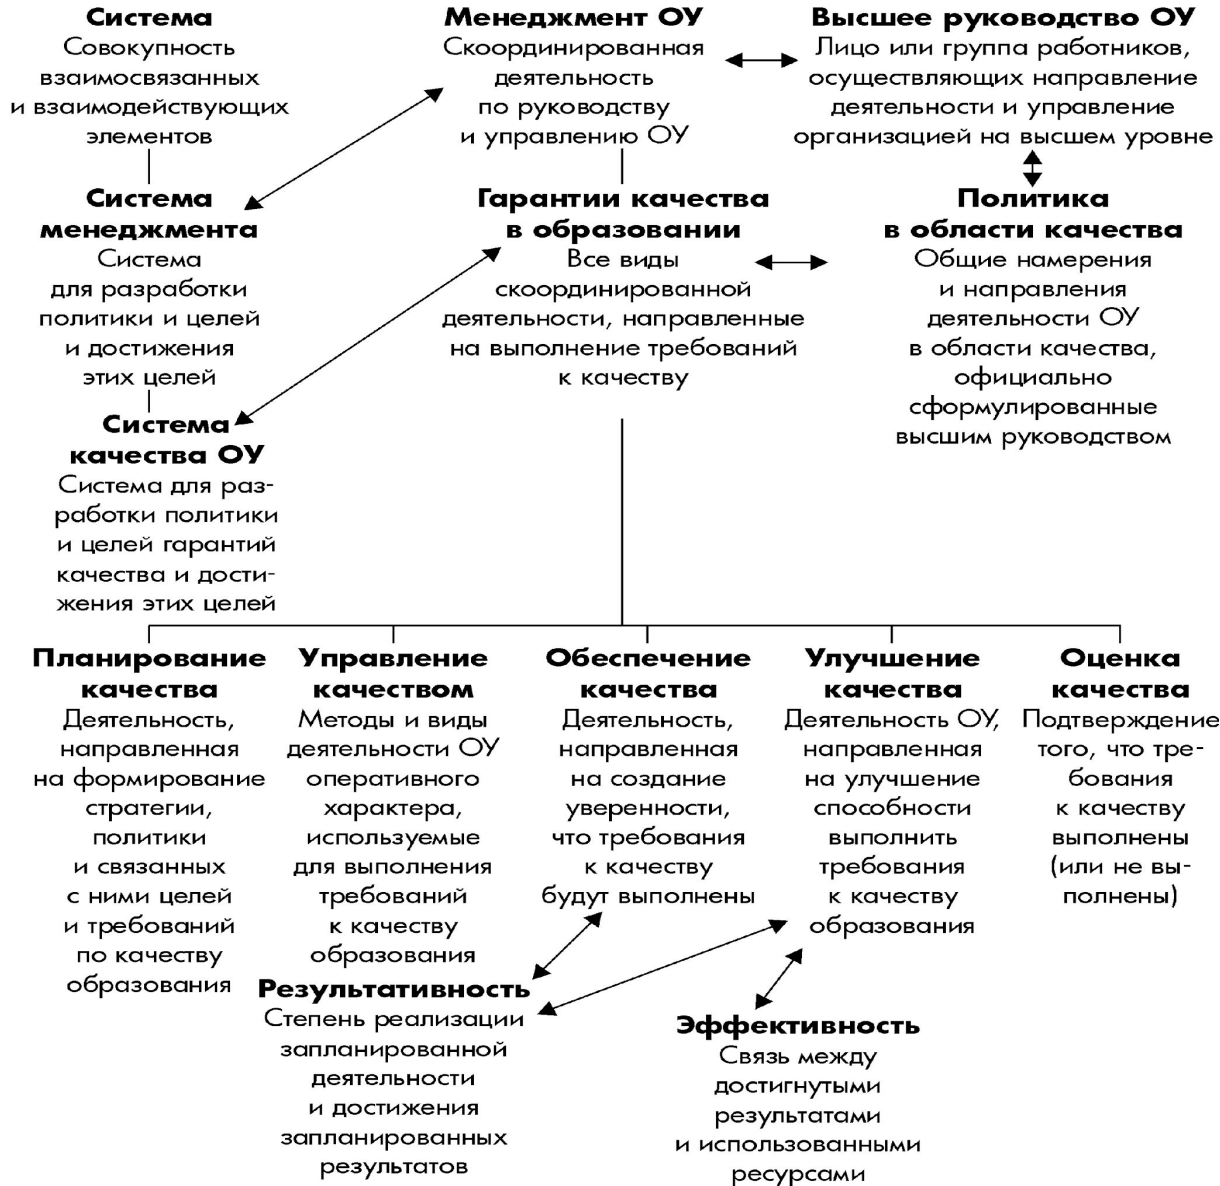 Система
Совокупность
взаимосвязанных
и взаимодействующих
элементов
Менеджмент ОУ
Скоординированная
деятельность
по руководству
и управлению ОУ
Высшее руководство ОУ
Лицо или группа работников,
осуществляющих направление
деятельности и управление
организацией на высшем уровне
Система
менеджмента
Система
для разработки
политики и целей
и достижения
этих целей
Гарантии качества
в образовании
Все виды
скоординированной
деятельности, направленные
на выполнение требований
к качеству
Политика
в области качества
Общие намерения
и направления
деятельности ОУ
в области качества,
официально
сформулированные
высшим руководством
Система
качества ОУ
Система для раз-
работки политики
и целей гарантий
качества и дости-
жения этих целей
Планирование
качества
Деятельность,
направленная
на формирование
стратегии,
политики
и связанных
с ними целей
и требований
по качеству
образования
Управление
качеством
Методы и виды
деятельности ОУ
оперативного
характера,
используемые
для выполнения
требований
к качеству
образования
Обеспечение
качества
Деятельность,
направленная
на создание
уверенности,
что требования
к качеству
будут выполнены
Улучшение
качества
Деятельность ОУ,
направленная
на улучшение
способности
выполнить
требования
к качеству
образования
Оценка
качества
Подтверждение
того, что тре-
бования
к качеству
выполнены
(или не вы-
полнены)
Результативность
Степень реализации
запланированной
деятельности
и достижения
запланированных
результатов
Эффективность
Связь между
достигнутыми
результатами
и использованными
ресурсами